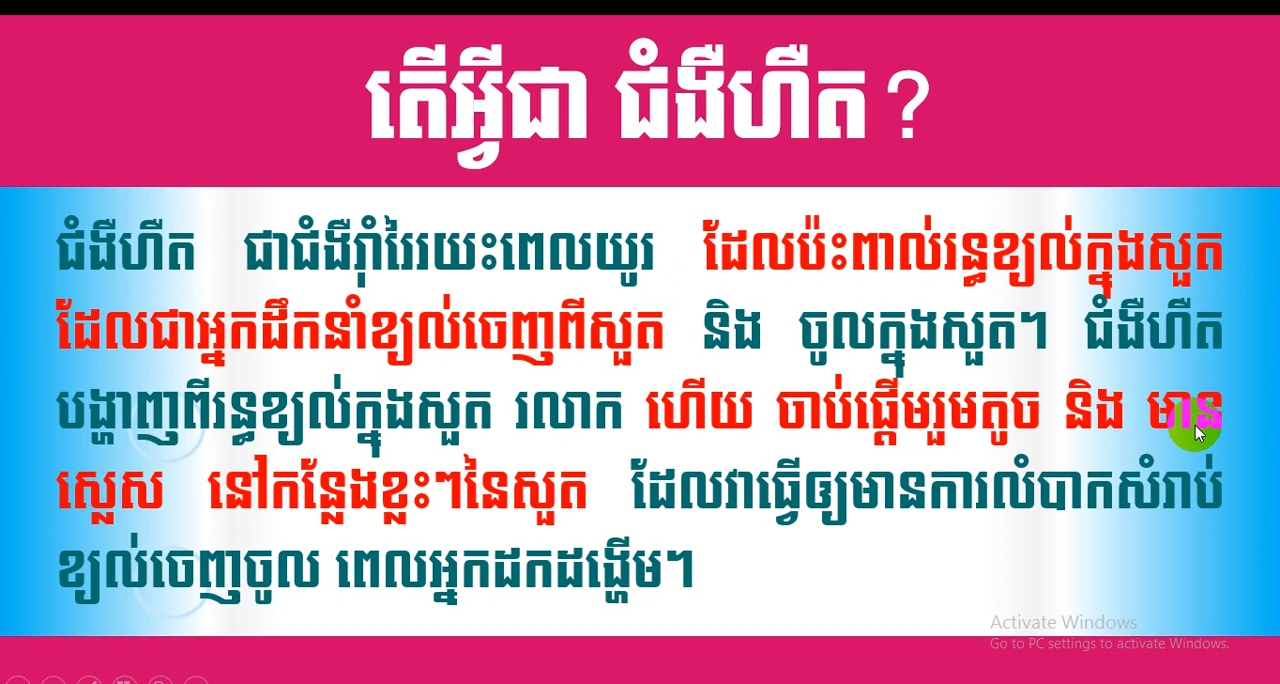 តើអ្វីជា ជំងឺហឺត?
ជំងឺហឺត ជាជំងឺរ៉ាំរៃរយះពេលយូរ ដែលប៉ះពាល់រន្ធខ្យល់ក្នុងសួត
ដែលជាអ្នកដឹកនាំខ្យល់ចេញពីសួត និង ចូលក្នុងសួត។ ជំងឺហឺត
បង្ហាញពីរន្ធខ្យល់ក្នុងសួត រលាក ហើយ ចាប់ផ្តើមរួមតូច និង មាន
ស្លេស នៅកន្លែងខ្លះៗនៃសួត ដែលវាធ្វើឲ្យមានការលំបាកសំរាប់
ខ្យល់ចេញចូល ពេលអ្នកដកដង្ហើម។
Activate Windows
Go to PC settings to activate Windows.